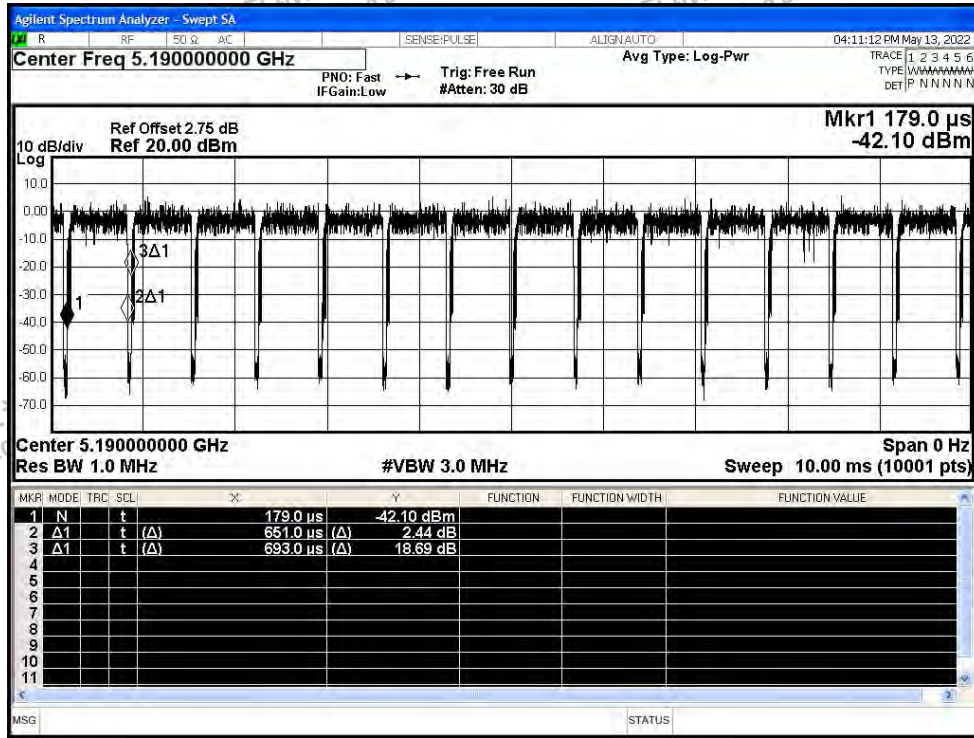 Agilent Spectrum Analyzer - Swept SA
LXI R RF 50 Ω AC SENSE:PULSE ALIGN AUTO 04:11:12 PM May 13, 2022
Center Freq 5.190000000 GHz
PNO: Fast Trig: Free Run Avg Type: Log-Pwr TRACE 1 2 3 4 5 6
IFGain:Low #Atten: 30 dB TYPE WWWWWW
DET P N N N N N
Mkr1 179.0 µs
-42.10 dBm
Ref Offset 2.75 dB
10 dB/div Ref 20.00 dBm
Log
10.0
0.00
-10.0
3Δ1
-20.0
-30.0
1 2Δ1
-40.0
-50.0
-60.0
-70.0
Center 5.190000000 GHz Span 0 Hz
Res BW 1.0 MHz #VBW 3.0 MHz Sweep 10.00 ms (10001 pts)
MKR MODE TRC SCL X Y FUNCTION FUNCTION WIDTH FUNCTION VALUE
1 N t 179.0 µs -42.10 dBm
2 Δ1 t (Δ) 651.0 µs (Δ) 2.44 dB
3 Δ1 t (Δ) 693.0 µs (Δ) 18.69 dB
4
5
6
7
8
9
10
11
MSG STATUS